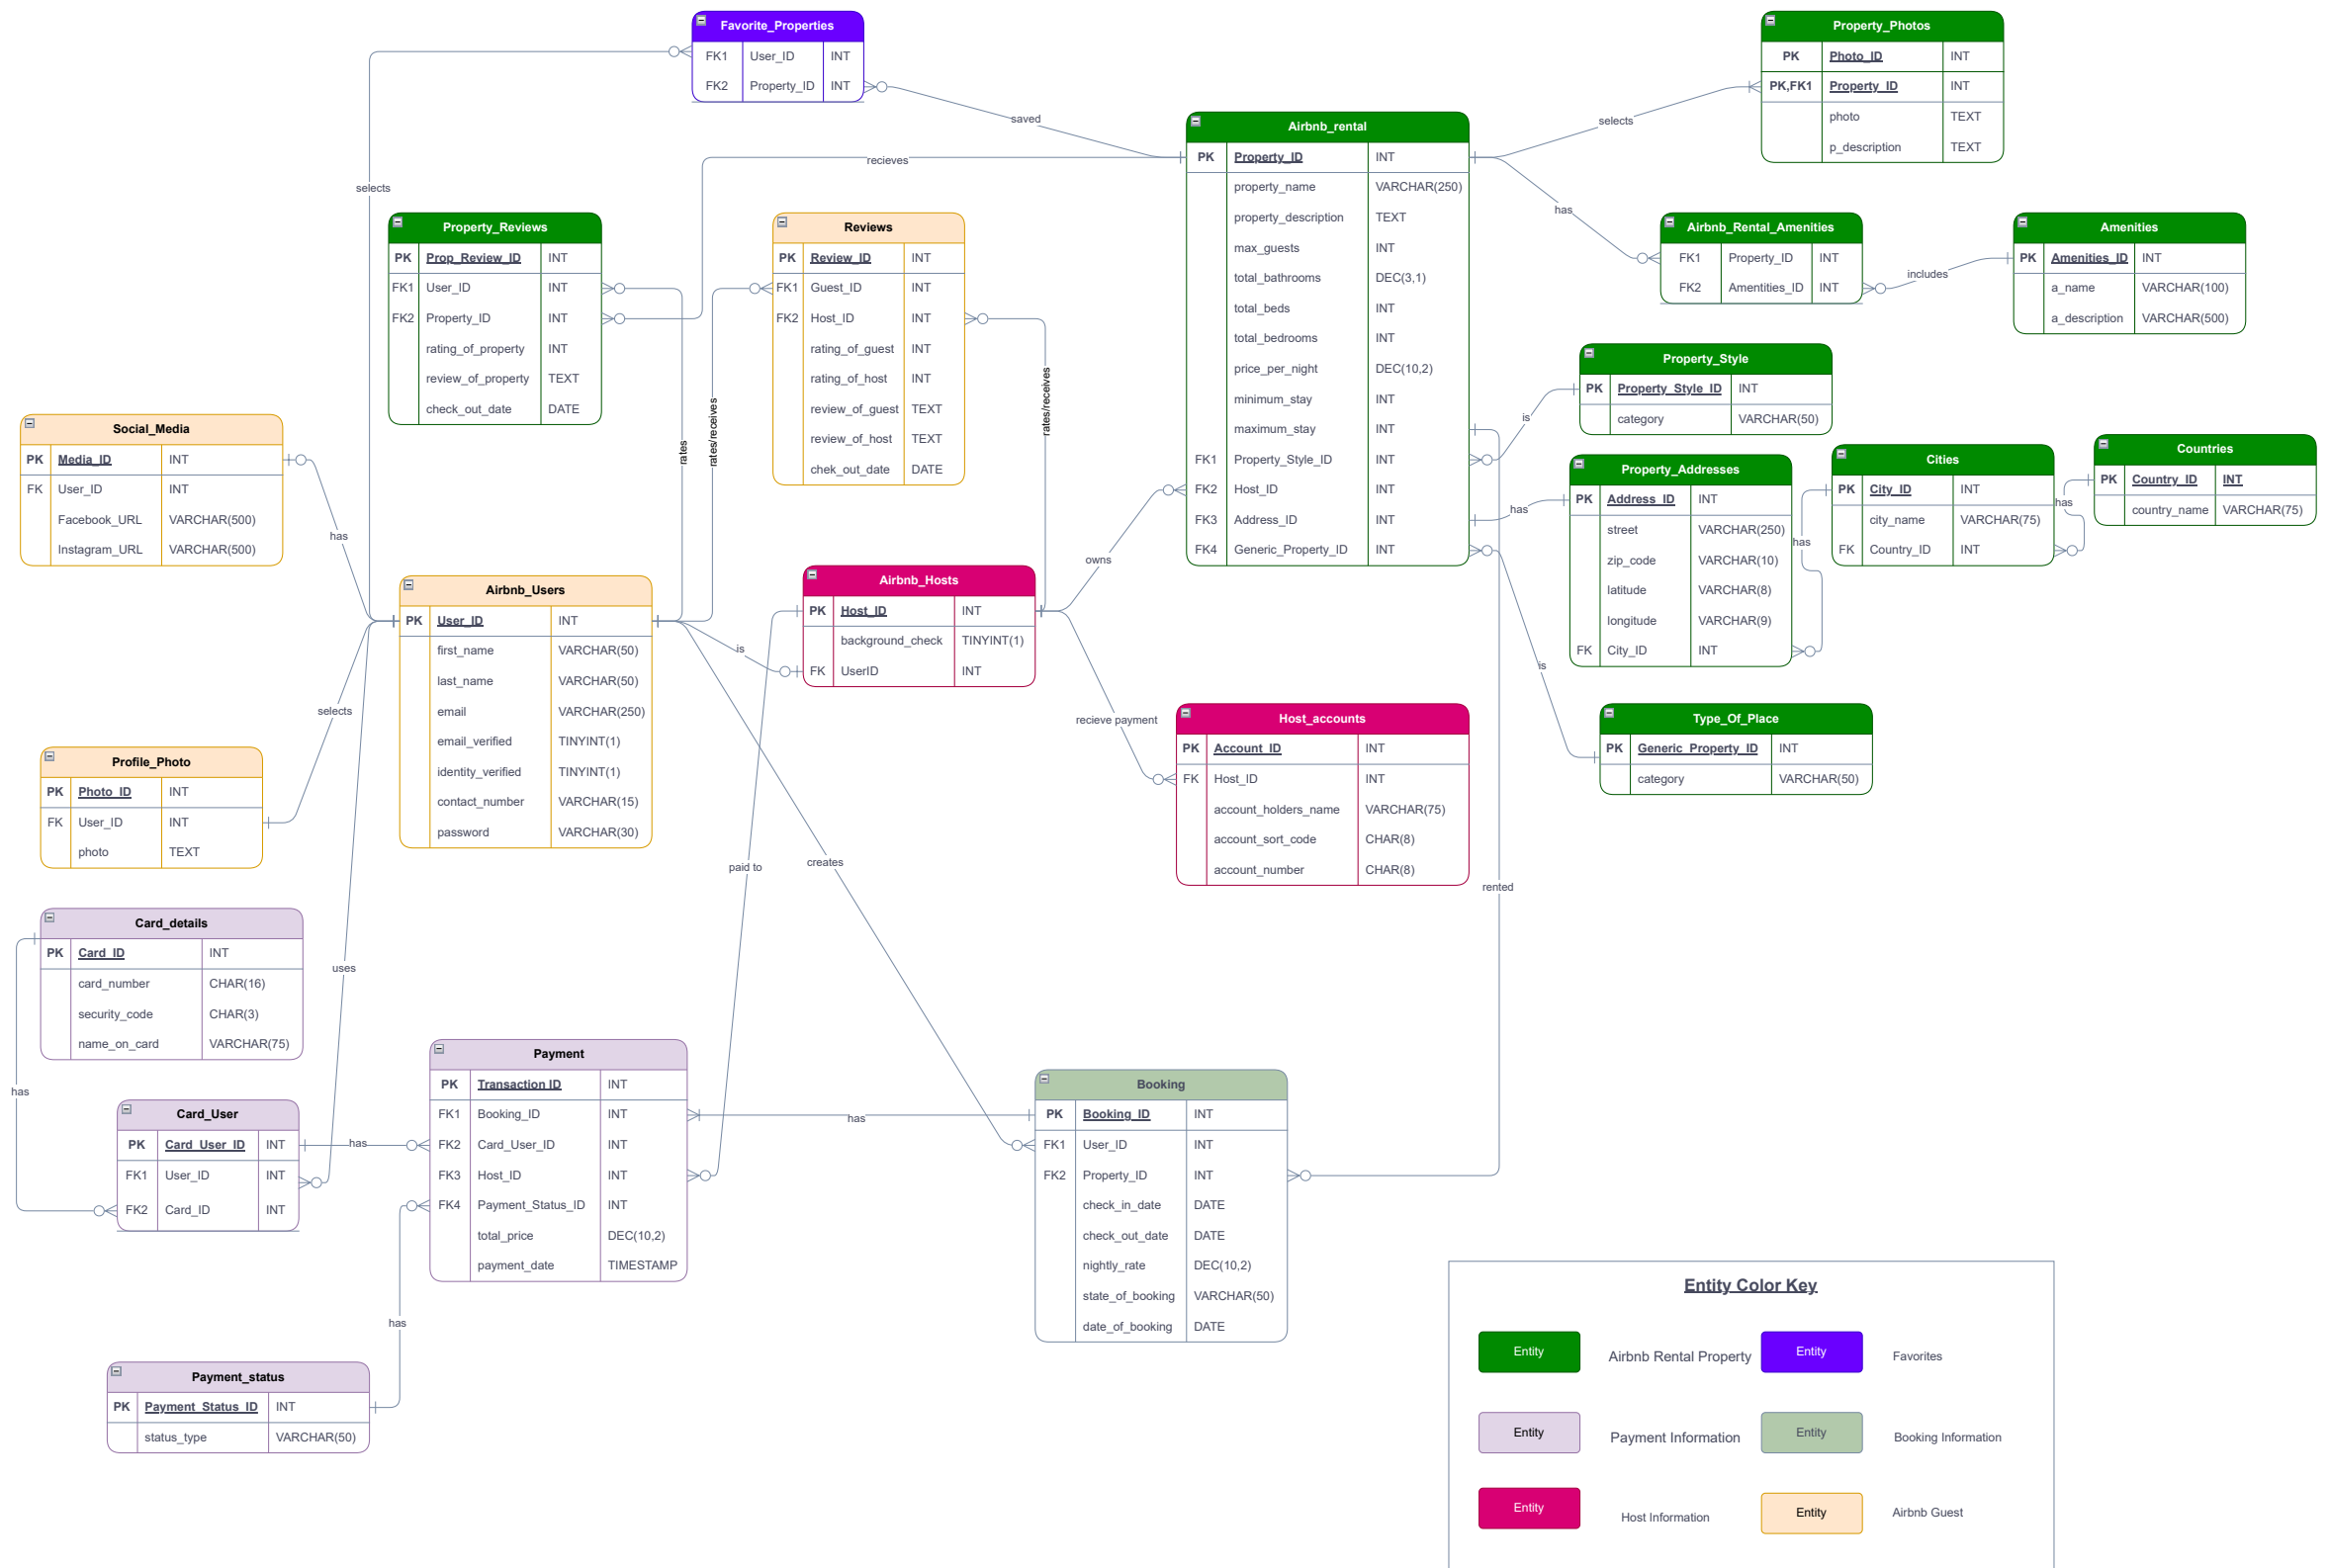 Favorite_Properties
FK1 User_ID INT
FK2 Property_ID INT
Property_Photos
PK Photo_ID INT
PK,FK1 Property_ID INT
photo TEXT
p_description TEXT
saved
selects
Airbnb_rental
PK Property_ID INT
property_name VARCHAR(250)
property_description TEXT
max_guests INT
total_bathrooms DEC(3,1)
total_beds INT
total_bedrooms INT
price_per_night DEC(10,2)
minimum_stay INT
maximum_stay INT
FK1 Property_Style_ID INT
FK2 Host_ID INT
FK3 Address_ID INT
FK4 Generic_Property_ID INT
recieves
selects
has
Property_Reviews
PK Prop_Review_ID INT
FK1 User_ID INT
FK2 Property_ID INT
rating_of_property INT
review_of_property TEXT
check_out_date DATE
Reviews
PK Review_ID INT
FK1 Guest_ID INT
FK2 Host_ID INT
rating_of_guest INT
rating_of_host INT
review_of_guest TEXT
review_of_host TEXT
chek_out_date DATE
Airbnb_Rental_Amenities
FK1 Property_ID INT
FK2 Amentities_ID INT
includes
Amenities
PK Amenities_ID INT
a_name VARCHAR(100)
a_description VARCHAR(500)
Property_Style
PK Property_Style_ID INT
category VARCHAR(50)
is
rates
rates/receives
rates/receives
Social_Media
PK Media_ID INT
FK User_ID INT
Facebook_URL VARCHAR(500)
Instagram_URL VARCHAR(500)
has
Property_Addresses
PK Address_ID INT
street VARCHAR(250)
zip_code VARCHAR(10)
latitude VARCHAR(8)
longitude VARCHAR(9)
FK City_ID INT
has
has
Cities
PK City_ID INT
city_name VARCHAR(75)
FK Country_ID INT
has
Countries
PK Country_ID INT
country_name VARCHAR(75)
owns
Airbnb_Users
PK User_ID INT
first_name VARCHAR(50)
last_name VARCHAR(50)
email VARCHAR(250)
email_verified TINYINT(1)
identity_verified TINYINT(1)
contact_number VARCHAR(15)
password VARCHAR(30)
is
Airbnb_Hosts
PK Host_ID INT
background_check TINYINT(1)
FK UserID INT
is
selects
recieve payment
Host_accounts
PK Account_ID INT
FK Host_ID INT
account_holders_name VARCHAR(75)
account_sort_code CHAR(8)
account_number CHAR(8)
Type_Of_Place
PK Generic_Property_ID INT
category VARCHAR(50)
Profile_Photo
PK Photo_ID INT
FK User_ID INT
photo TEXT
paid to
creates
rented
Card_details
PK Card_ID INT
card_number CHAR(16)
security_code CHAR(3)
name_on_card VARCHAR(75)
uses
has
Card_User
PK Card_User_ID INT
FK1 User_ID INT
FK2 Card_ID INT
has
Payment
PK Transaction ID INT
FK1 Booking_ID INT
FK2 Card_User_ID INT
FK3 Host_ID INT
FK4 Payment_Status_ID INT
total_price DEC(10,2)
payment_date TIMESTAMP
has
Booking
PK Booking_ID INT
FK1 User_ID INT
FK2 Property_ID INT
check_in_date DATE
check_out_date DATE
nightly_rate DEC(10,2)
state_of_booking VARCHAR(50)
date_of_booking DATE
has
Payment_status
PK Payment_Status_ID INT
status_type VARCHAR(50)
Entity Color Key
Entity Airbnb Rental Property Entity Favorites
Entity Payment Information Entity Booking Information
Entity Host Information Entity Airbnb Guest